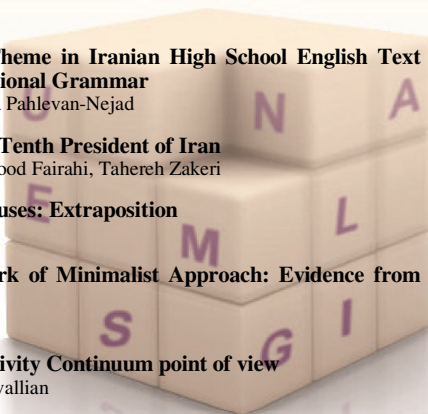 Theme in Iranian High School English Text
ional Grammar
Pahlevan-Nejad
U N A
Tenth President of Iran
ood Fairahi, Tahereh Zakeri
E
uses: Extraposition
M L
rk of Minimalist Approach: Evidence from
S G I
ivity Continuum point of view
vallian